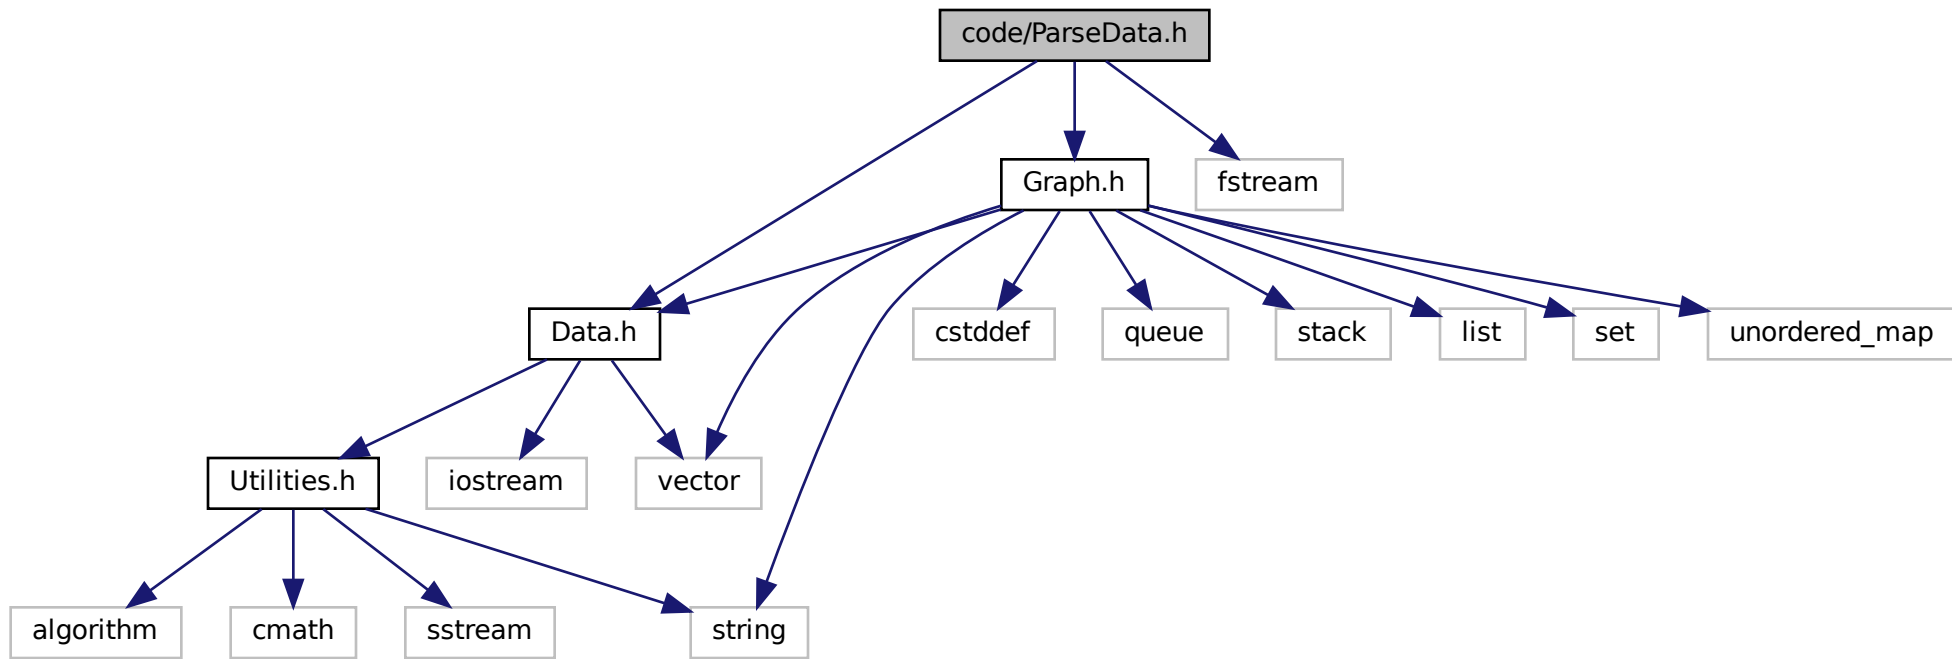 code/ParseData.h
Graph.h
fstream
Data.h
cstddef
queue
stack
list
set
unordered_map
Utilities.h
iostream
vector
algorithm
cmath
sstream
string